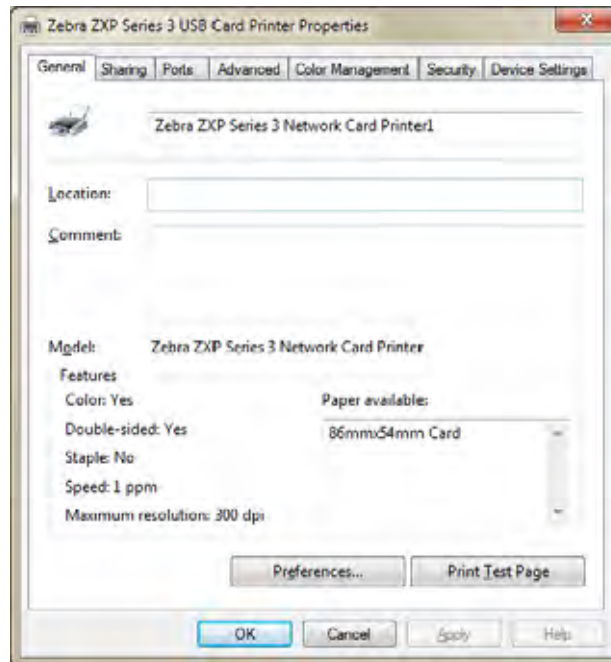 Zebra ZXP Series 3 USB Card Printer Properties
General Sharing Ports Advanced Color Management Security Device Settings
Zebra ZXP Series 3 Network Card Printer1
Location:
Comment:
Model: Zebra ZXP Series 3 Network Card Printer
Features
Color: Yes Paper available:
Double-sided: Yes 86mmx54mm Card
Staple: No
Speed: 1 ppm
Maximum resolution: 300 dpi
Preferences... Print Test Page
OK Cancel Apply Help